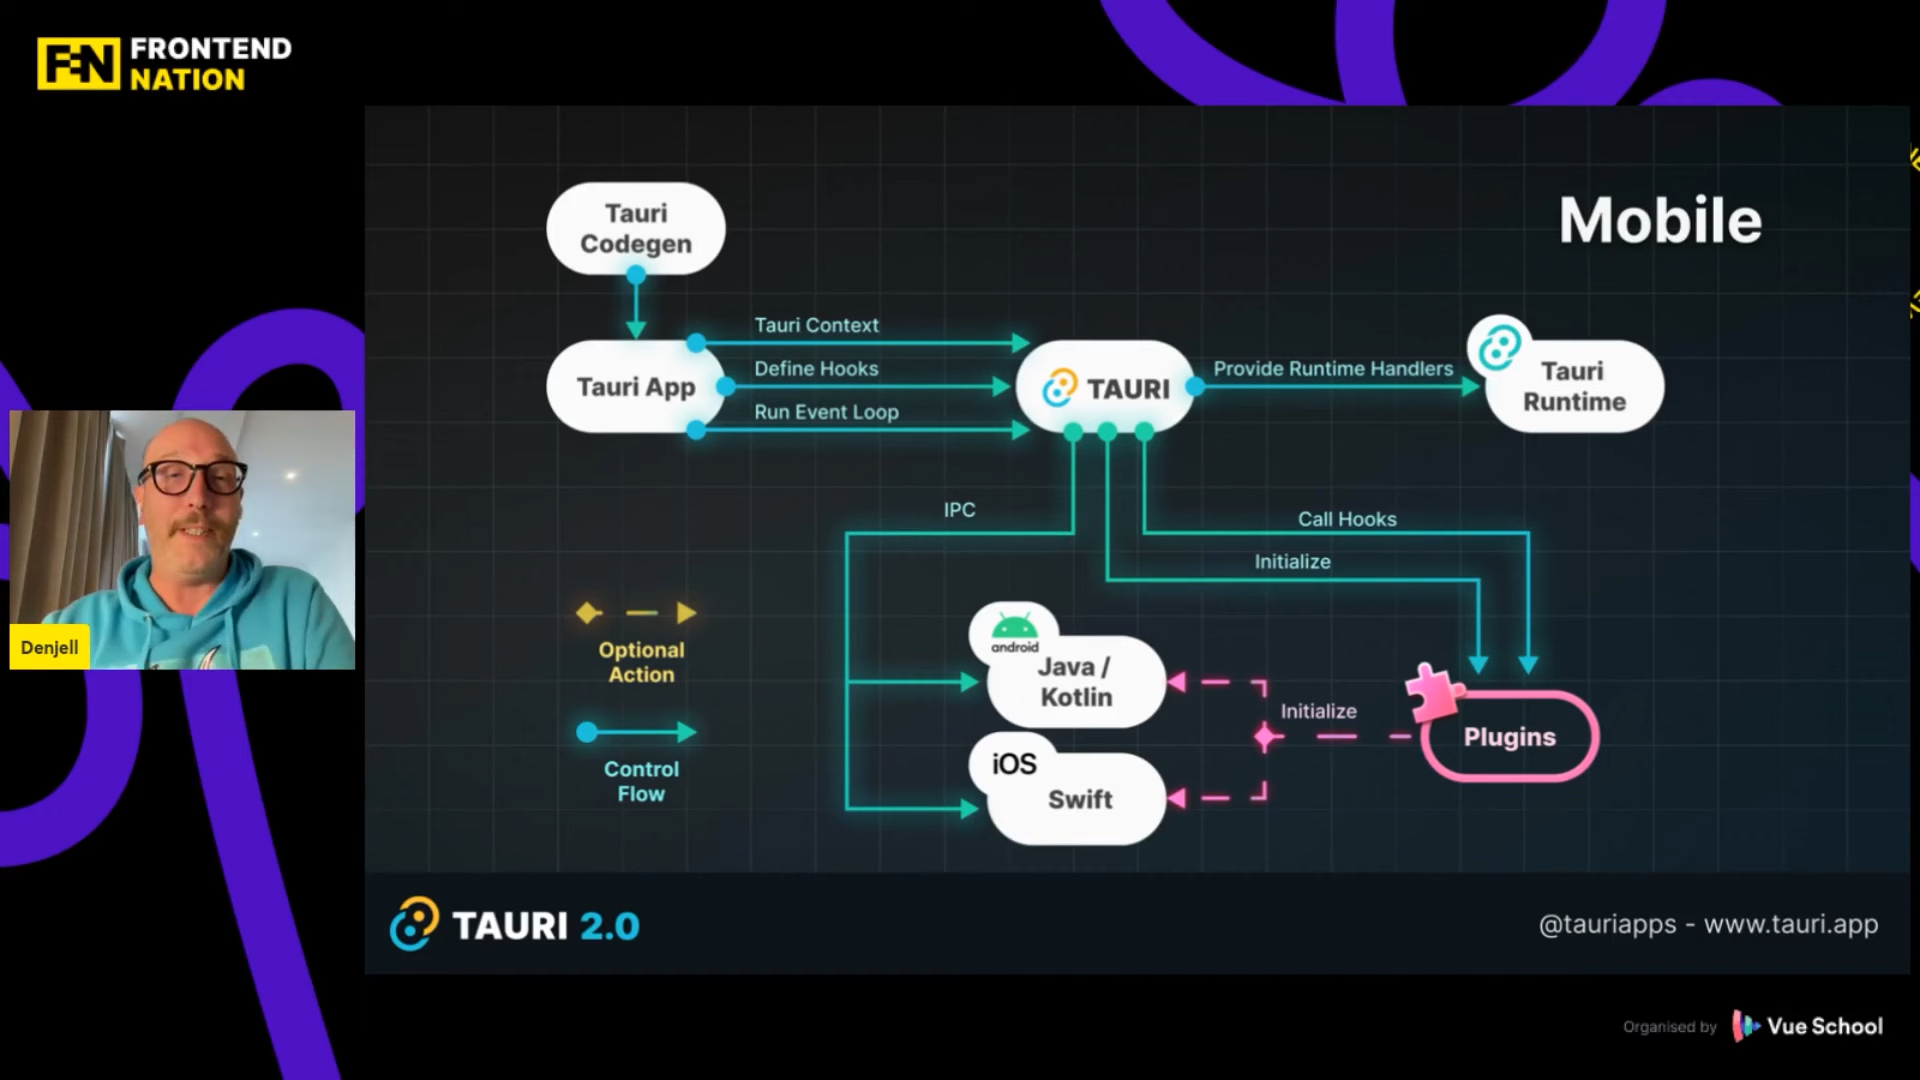 FEN FRONTEND
NATION
Mobile
Tauri
Codegen
Tauri Context
Tauri App
Define Hooks
Run Event Loop
TAURI
Provide Runtime Handlers
Tauri
Runtime
IPC
Call Hooks
Initialize
Optional
Action
Control
Flow
android
Java /
Kotlin
iOS
Swift
Initialize
Plugins
Denjell
TAURI 2.0
@tauriapps - www.tauri.app
Organised by Vue School